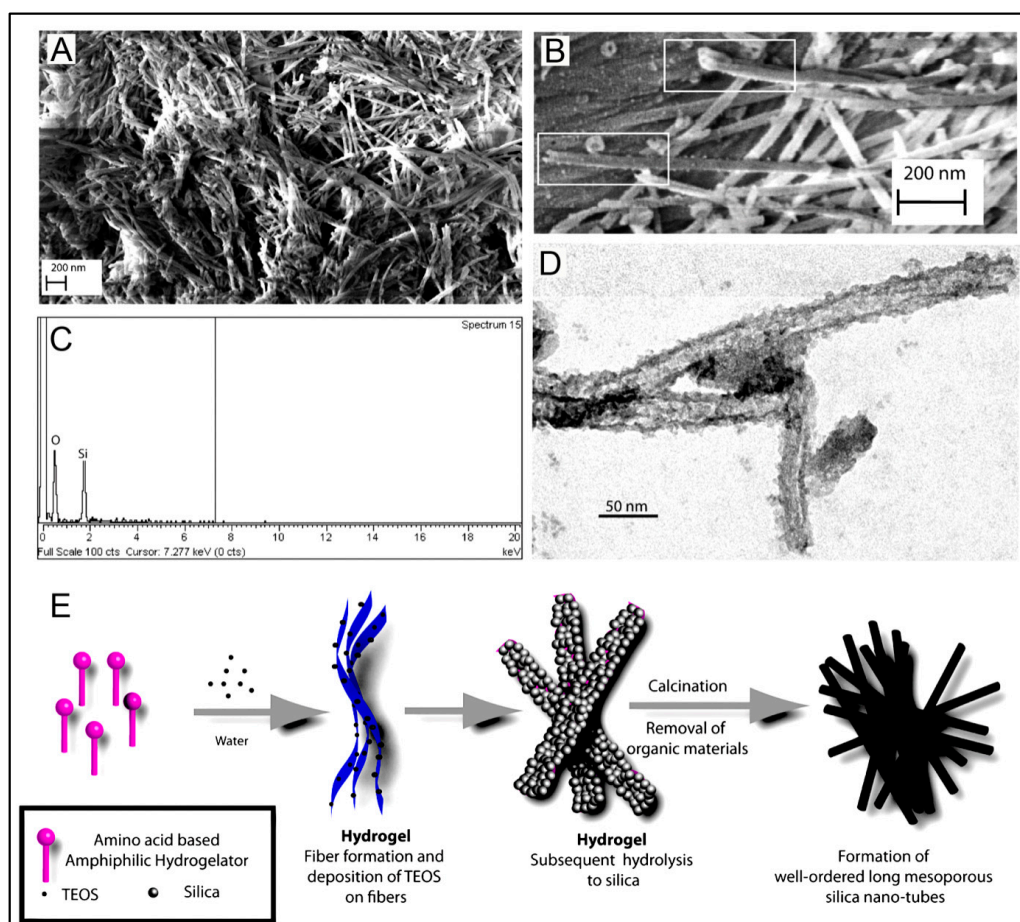 A
200 nm
B
200 nm
C
Spectrum 15
O
Si
0 2 4 6 8 10 12 14 16 18 20
Full Scale 100 cts Cursor: 7.277 keV (0 cts)
keV
D
50 nm
E
Water
Calcination
Removal of
organic materials
Hydrogel
Fiber formation and
deposition of TEOS
on fibers
Hydrogel
Subsequent hydrolysis
to silica
Formation of
well-ordered long mesoporous
silica nano-tubes
Amino acid based
Amphiphilic Hydrogelator
TEOS
Silica